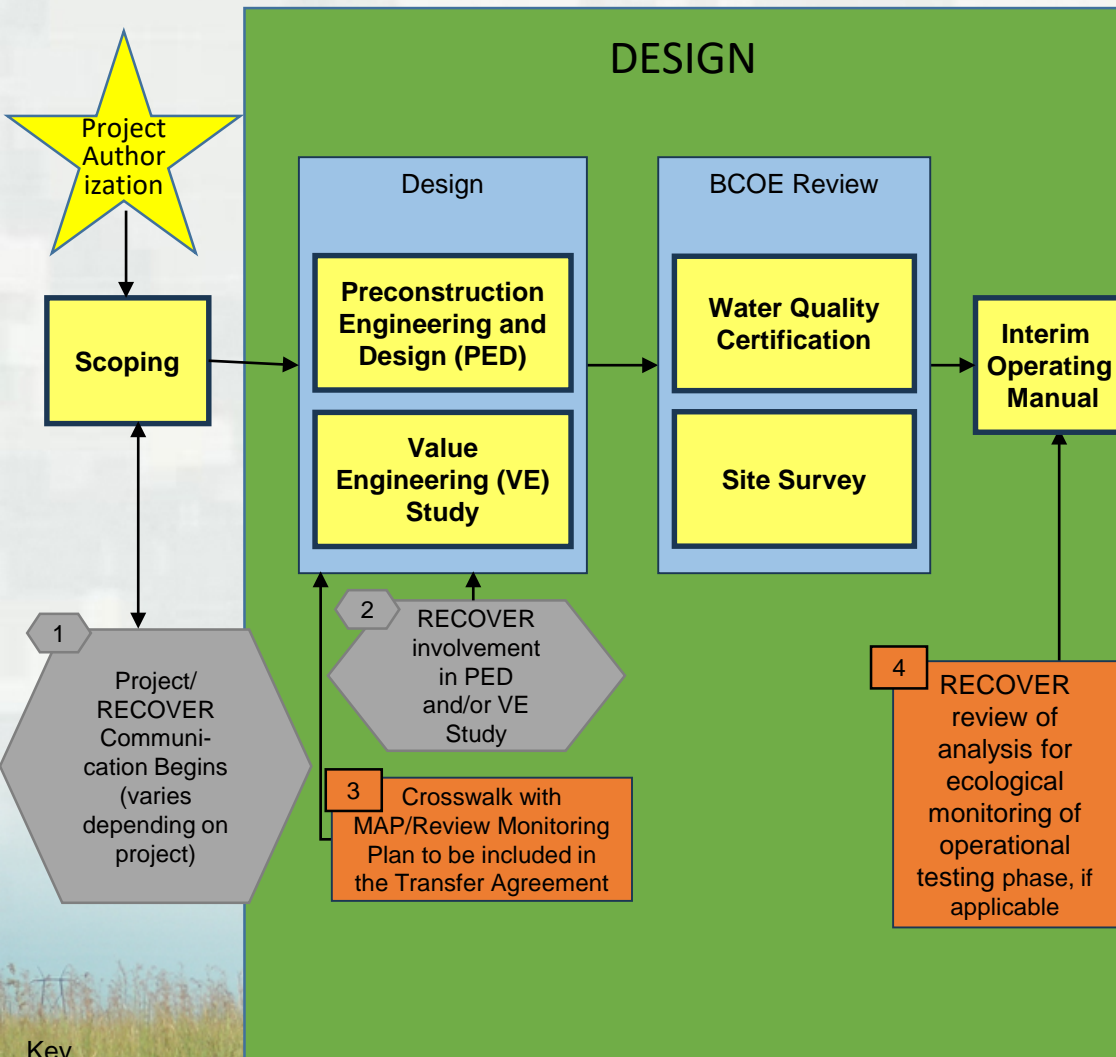 DESIGN
Project
Author
ization
Scoping
Design
Preconstruction
Engineering and
Design (PED)
Value
Engineering (VE)
Study
BCOE Review
Water Quality
Certification
Site Survey
Interim
Operating
Manual
1
Project/
RECOVER
Communi-
cation Begins
(varies
depending on
project)
2
RECOVER
involvement
in PED
and/or VE
Study
3
Crosswalk with
MAP/Review Monitoring
Plan to be included in
the Transfer Agreement
4
RECOVER
review of
analysis for
ecological
monitoring of
operational
testing phase, if
applicable
Key